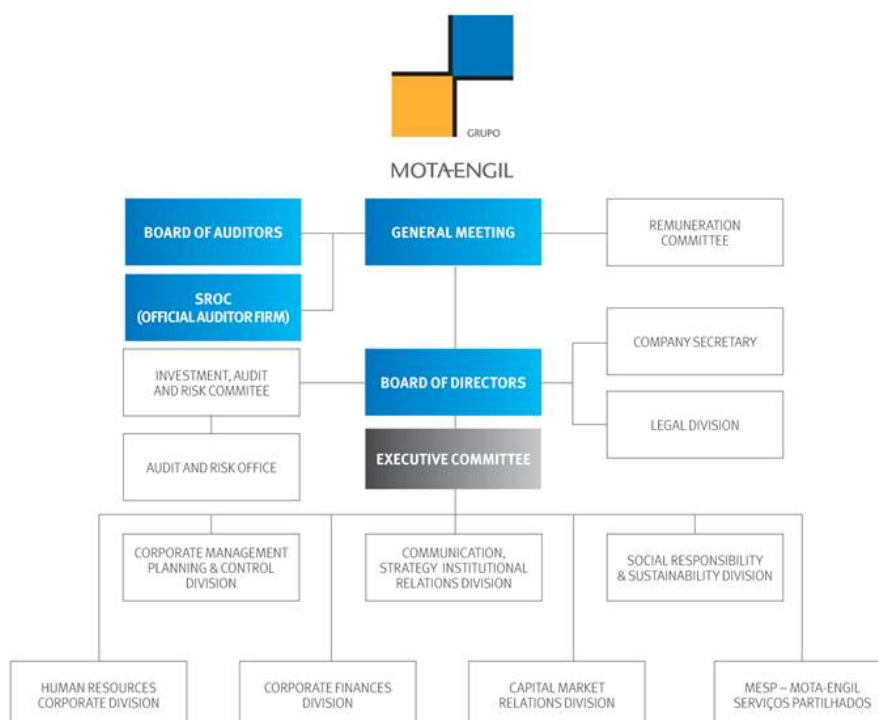 GRUPO
MOTA-ENGIL
BOARD OF AUDITORS
GENERAL MEETING
REMUNERATION
COMMITTEE
SROC
(OFFICIAL AUDITOR FIRM)
COMPANY SECRETARY
INVESTMENT, AUDIT
AND RISK COMMITEE
BOARD OF DIRECTORS
LEGAL DIVISION
AUDIT AND RISK OFFICE
EXECUTIVE COMMITTEE
CORPORATE MANAGEMENT
PLANNING & CONTROL
DIVISION
COMMUNICATION,
STRATEGY INSTITUTIONAL
RELATIONS DIVISION
SOCIAL RESPONSIBILITY
& SUSTAINABILITY DIVISION
HUMAN RESOURCES
CORPORATE DIVISION
CORPORATE FINANCES
DIVISION
CAPITAL MARKET
RELATIONS DIVISION
MESP – MOTA-ENGIL
SERVIÇOS PARTILHADOS